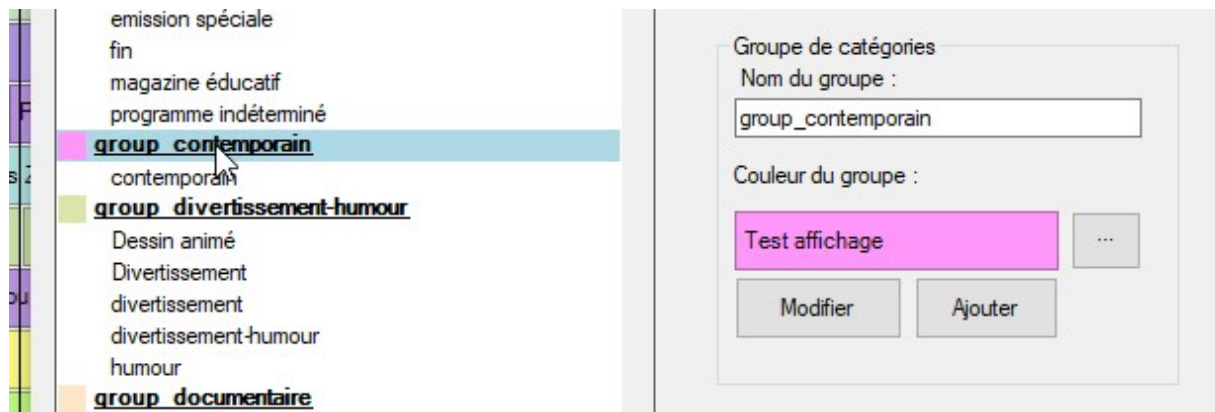 emission spéciale
fin
magazine éducatif
programme indéterminé
group_contemporain
contemporain
group_divertissement-humour
Dessin animé
Divertissement
divertissement
divertissement-humour
humour
group_documentaire
Groupe de catégories
Nom du groupe :
group_contemporain
Couleur du groupe :
Test affichage
...
Modifier
Ajouter